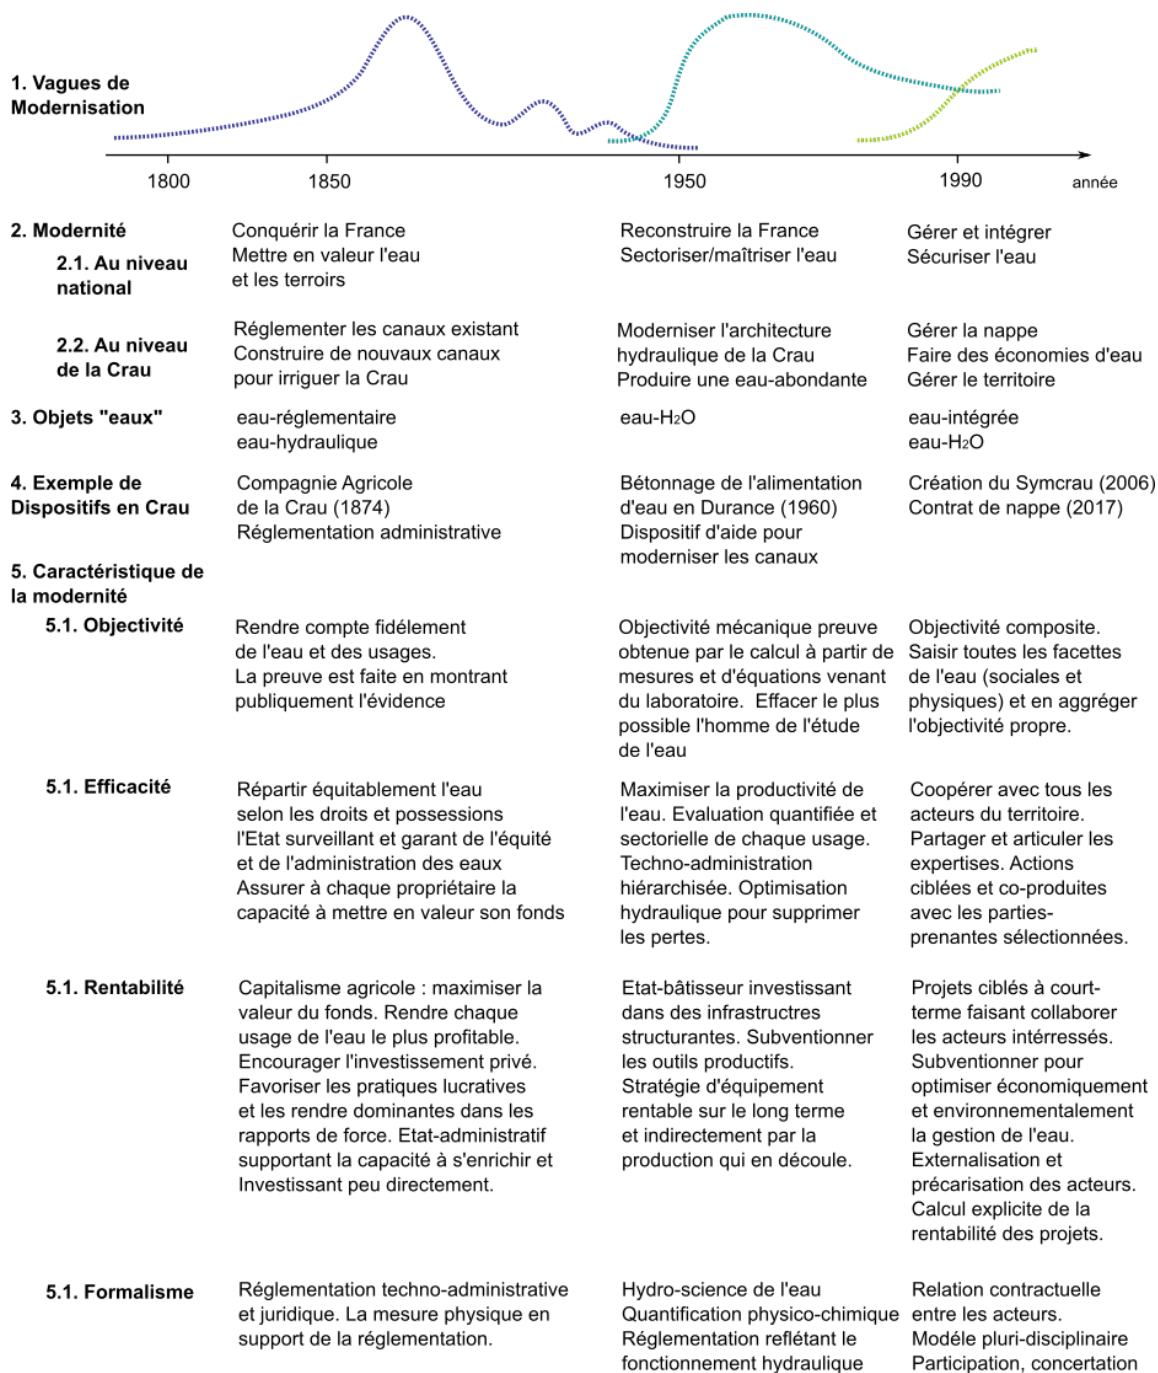 1. Vagues de
Modernisation
1800
1850
1950
1990
année
2. Modernité
2.1. Au niveau
national
Conquérir la France
Mettre en valeur l'eau
et les terroirs
Reconstruire la France
Sectoriser/maîtriser l'eau
Gérer et intégrer
Sécuriser l'eau
2.2. Au niveau
de la Crau
Réglementer les canaux existant
Construire de nouvaux canaux
pour irriguer la Crau
Moderniser l'architecture
hydraulique de la Crau
Produire une eau-abondante
Gérer la nappe
Faire des économies d'eau
Gérer le territoire
3. Objets "eaux"
eau-réglementaire
eau-hydraulique
eau-H2O
eau-intégrée
eau-H2O
4. Exemple de
Dispositifs en Crau
Compagnie Agricole
de la Crau (1874)
Réglementation administrative
Bétonnage de l'alimentation
d'eau en Durance (1960)
Dispositif d'aide pour
moderniser les canaux
Création du Symcrau (2006)
Contrat de nappe (2017)
5. Caractéristique de
la modernité
5.1. Objectivité
Rendre compte fidélement
de l'eau et des usages.
La preuve est faite en montrant
publiquement l'évidence
Objectivité mécanique preuve
obtenue par le calcul à partir de
mesures et d'équations venant
du laboratoire. Effacer le plus
possible l'homme de l'étude
de l'eau
Objectivité composite.
Saisir toutes les facettes
de l'eau (sociales et
physiques) et en aggréger
l'objectivité propre.
5.1. Efficacité
Répartir équitablement l'eau
selon les droits et possessions
l'Etat surveillant et garant de l'équité
et de l'administration des eaux
Assurer à chaque propriétaire la
capacité à mettre en valeur son fonds
Maximiser la productivité de
l'eau. Evaluation quantifiée et
sectorielle de chaque usage.
Techno-administration
hiérarchisée. Optimisation
hydraulique pour supprimer
les pertes.
Coopérer avec tous les
acteurs du territoire.
Partager et articuler les
expertises. Actions
ciblées et co-produites
avec les parties-
prenantes sélectionnées.
5.1. Rentabilité
Capitalisme agricole : maximiser la
valeur du fonds. Rendre chaque
usage de l'eau le plus profitable.
Encourager l'investissement privé.
Favoriser les pratiques lucratives
et les rendre dominantes dans les
rapports de force. Etat-administratif
supportant la capacité à s'enrichir et
Investissant peu directement.
Etat-bâtisseur investissant
dans des infrastructres
structurantes. Subventionner
les outils productifs.
Stratégie d'équipement
rentable sur le long terme
et indirectement par la
production qui en découle.
Projets ciblés à court-
terme faisant collaborer
les acteurs intérressés.
Subventionner pour
optimiser économiquement
et environnementalement
la gestion de l'eau.
Externalisation et
précarisation des acteurs.
Calcul explicite de la
rentabilité des projets.
5.1. Formalisme
Réglementation techno-administrative
et juridique. La mesure physique en
support de la réglementation.
Hydro-science de l'eau
Quantification physico-chimique
Réglementation reflétant le
fonctionnement hydraulique
Relation contractuelle
entre les acteurs.
Modéle pluri-disciplinaire
Participation, concertation